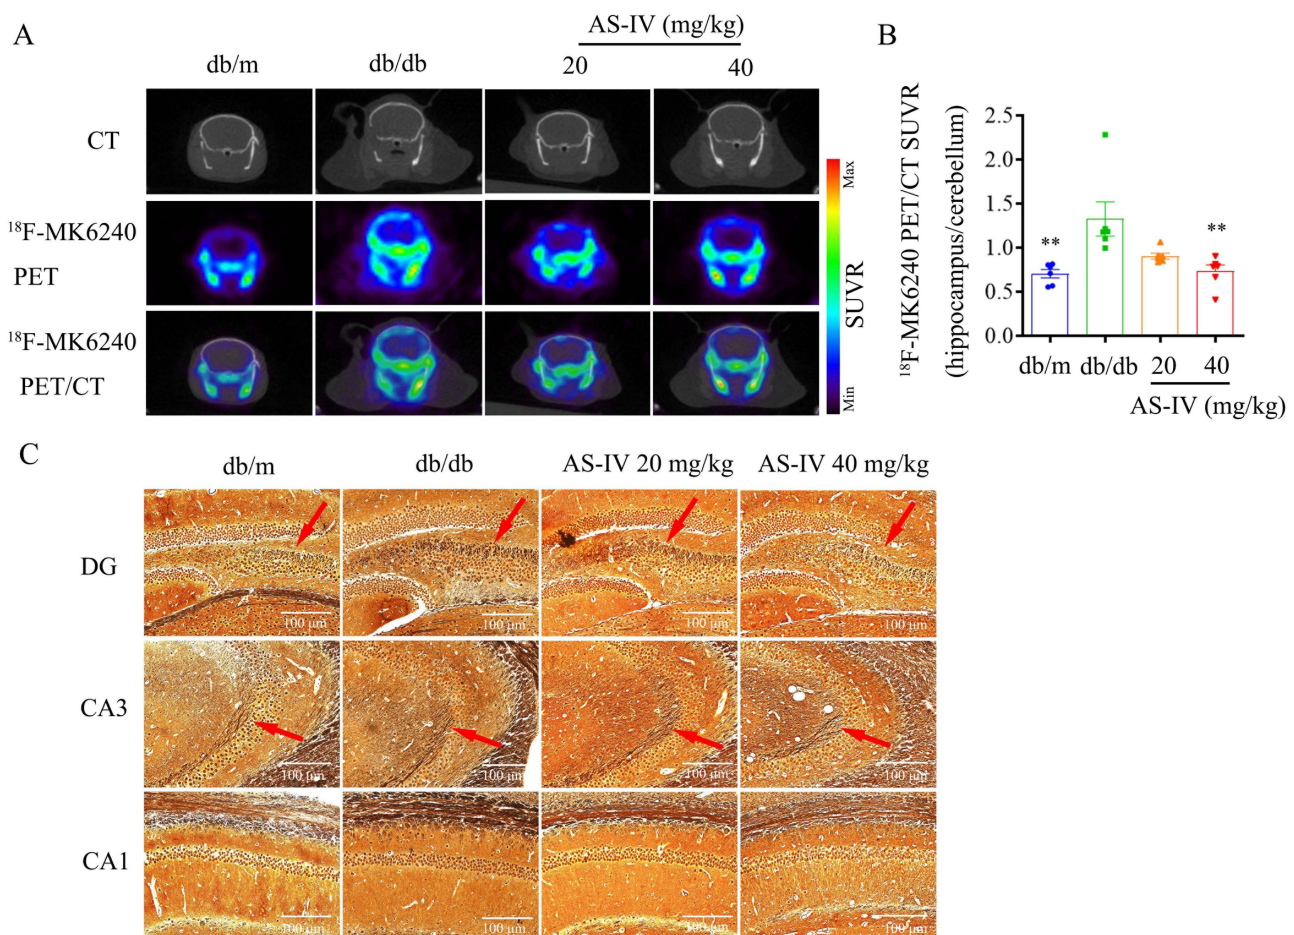 A
AS-IV (mg/kg)
db/m db/db 20 40
CT
¹⁸F-MK6240
PET
¹⁸F-MK6240
PET/CT
Max
SUVR
Min
B
¹⁸F-MK6240 PET/CT SUVR
(hippocampus/cerebellum)
2.5
2.0
1.5
1.0
0.5
0.0
**
**
db/m db/db 20 40
AS-IV (mg/kg)
C
db/m db/db AS-IV 20 mg/kg AS-IV 40 mg/kg
DG
100 µm 100 µm 100 µm 100 µm
CA3
100 µm 100 µm 100 µm 100 µm
CA1
100 µm 100 µm 100 µm 100 µm